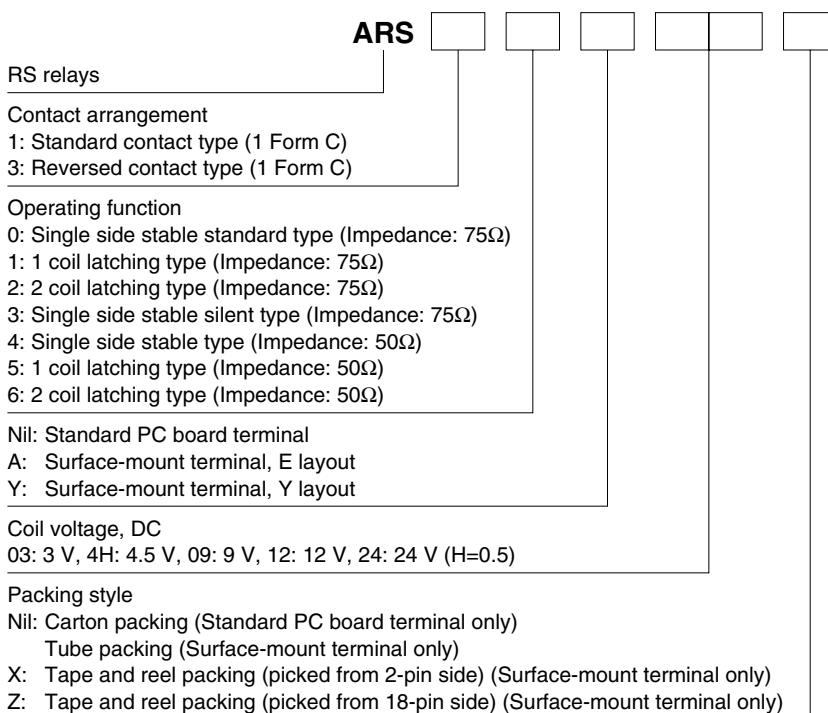 ARS
RS relays
Contact arrangement
1: Standard contact type (1 Form C)
3: Reversed contact type (1 Form C)
Operating function
0: Single side stable standard type (Impedance: 75Ω)
1: 1 coil latching type (Impedance: 75Ω)
2: 2 coil latching type (Impedance: 75Ω)
3: Single side stable silent type (Impedance: 75Ω)
4: Single side stable type (Impedance: 50Ω)
5: 1 coil latching type (Impedance: 50Ω)
6: 2 coil latching type (Impedance: 50Ω)
Nil: Standard PC board terminal
A: Surface-mount terminal, E layout
Y: Surface-mount terminal, Y layout
Coil voltage, DC
03: 3 V, 4H: 4.5 V, 09: 9 V, 12: 12 V, 24: 24 V (H=0.5)
Packing style
Nil: Carton packing (Standard PC board terminal only)
Tube packing (Surface-mount terminal only)
X: Tape and reel packing (picked from 2-pin side) (Surface-mount terminal only)
Z: Tape and reel packing (picked from 18-pin side) (Surface-mount terminal only)